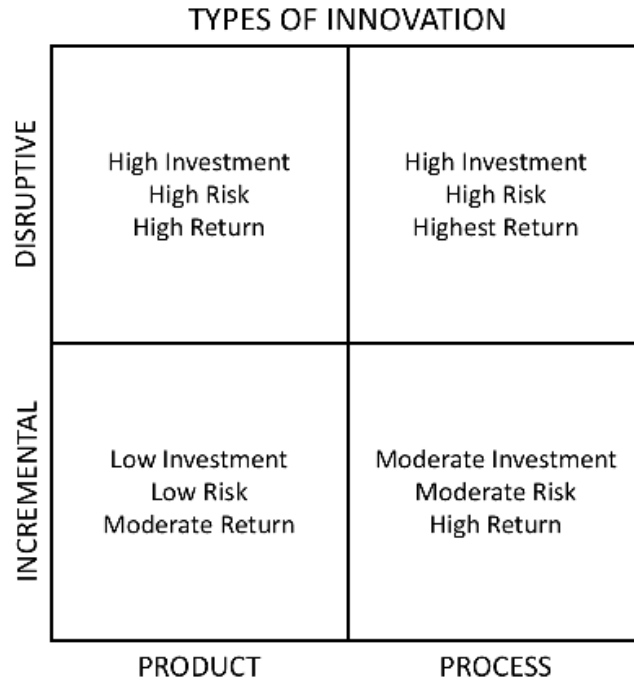 TYPES OF INNOVATION
DISRUPTIVE
High Investment
High Risk
High Return
High Investment
High Risk
Highest Return
INCREMENTAL
Low Investment
Low Risk
Moderate Return
Moderate Investment
Moderate Risk
High Return
PRODUCT
PROCESS